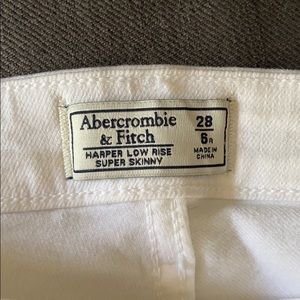 Abercrombie
& Fitch
HARPER LOW RISE
SUPER SKINNY
28
6R
MADE IN
CHINA